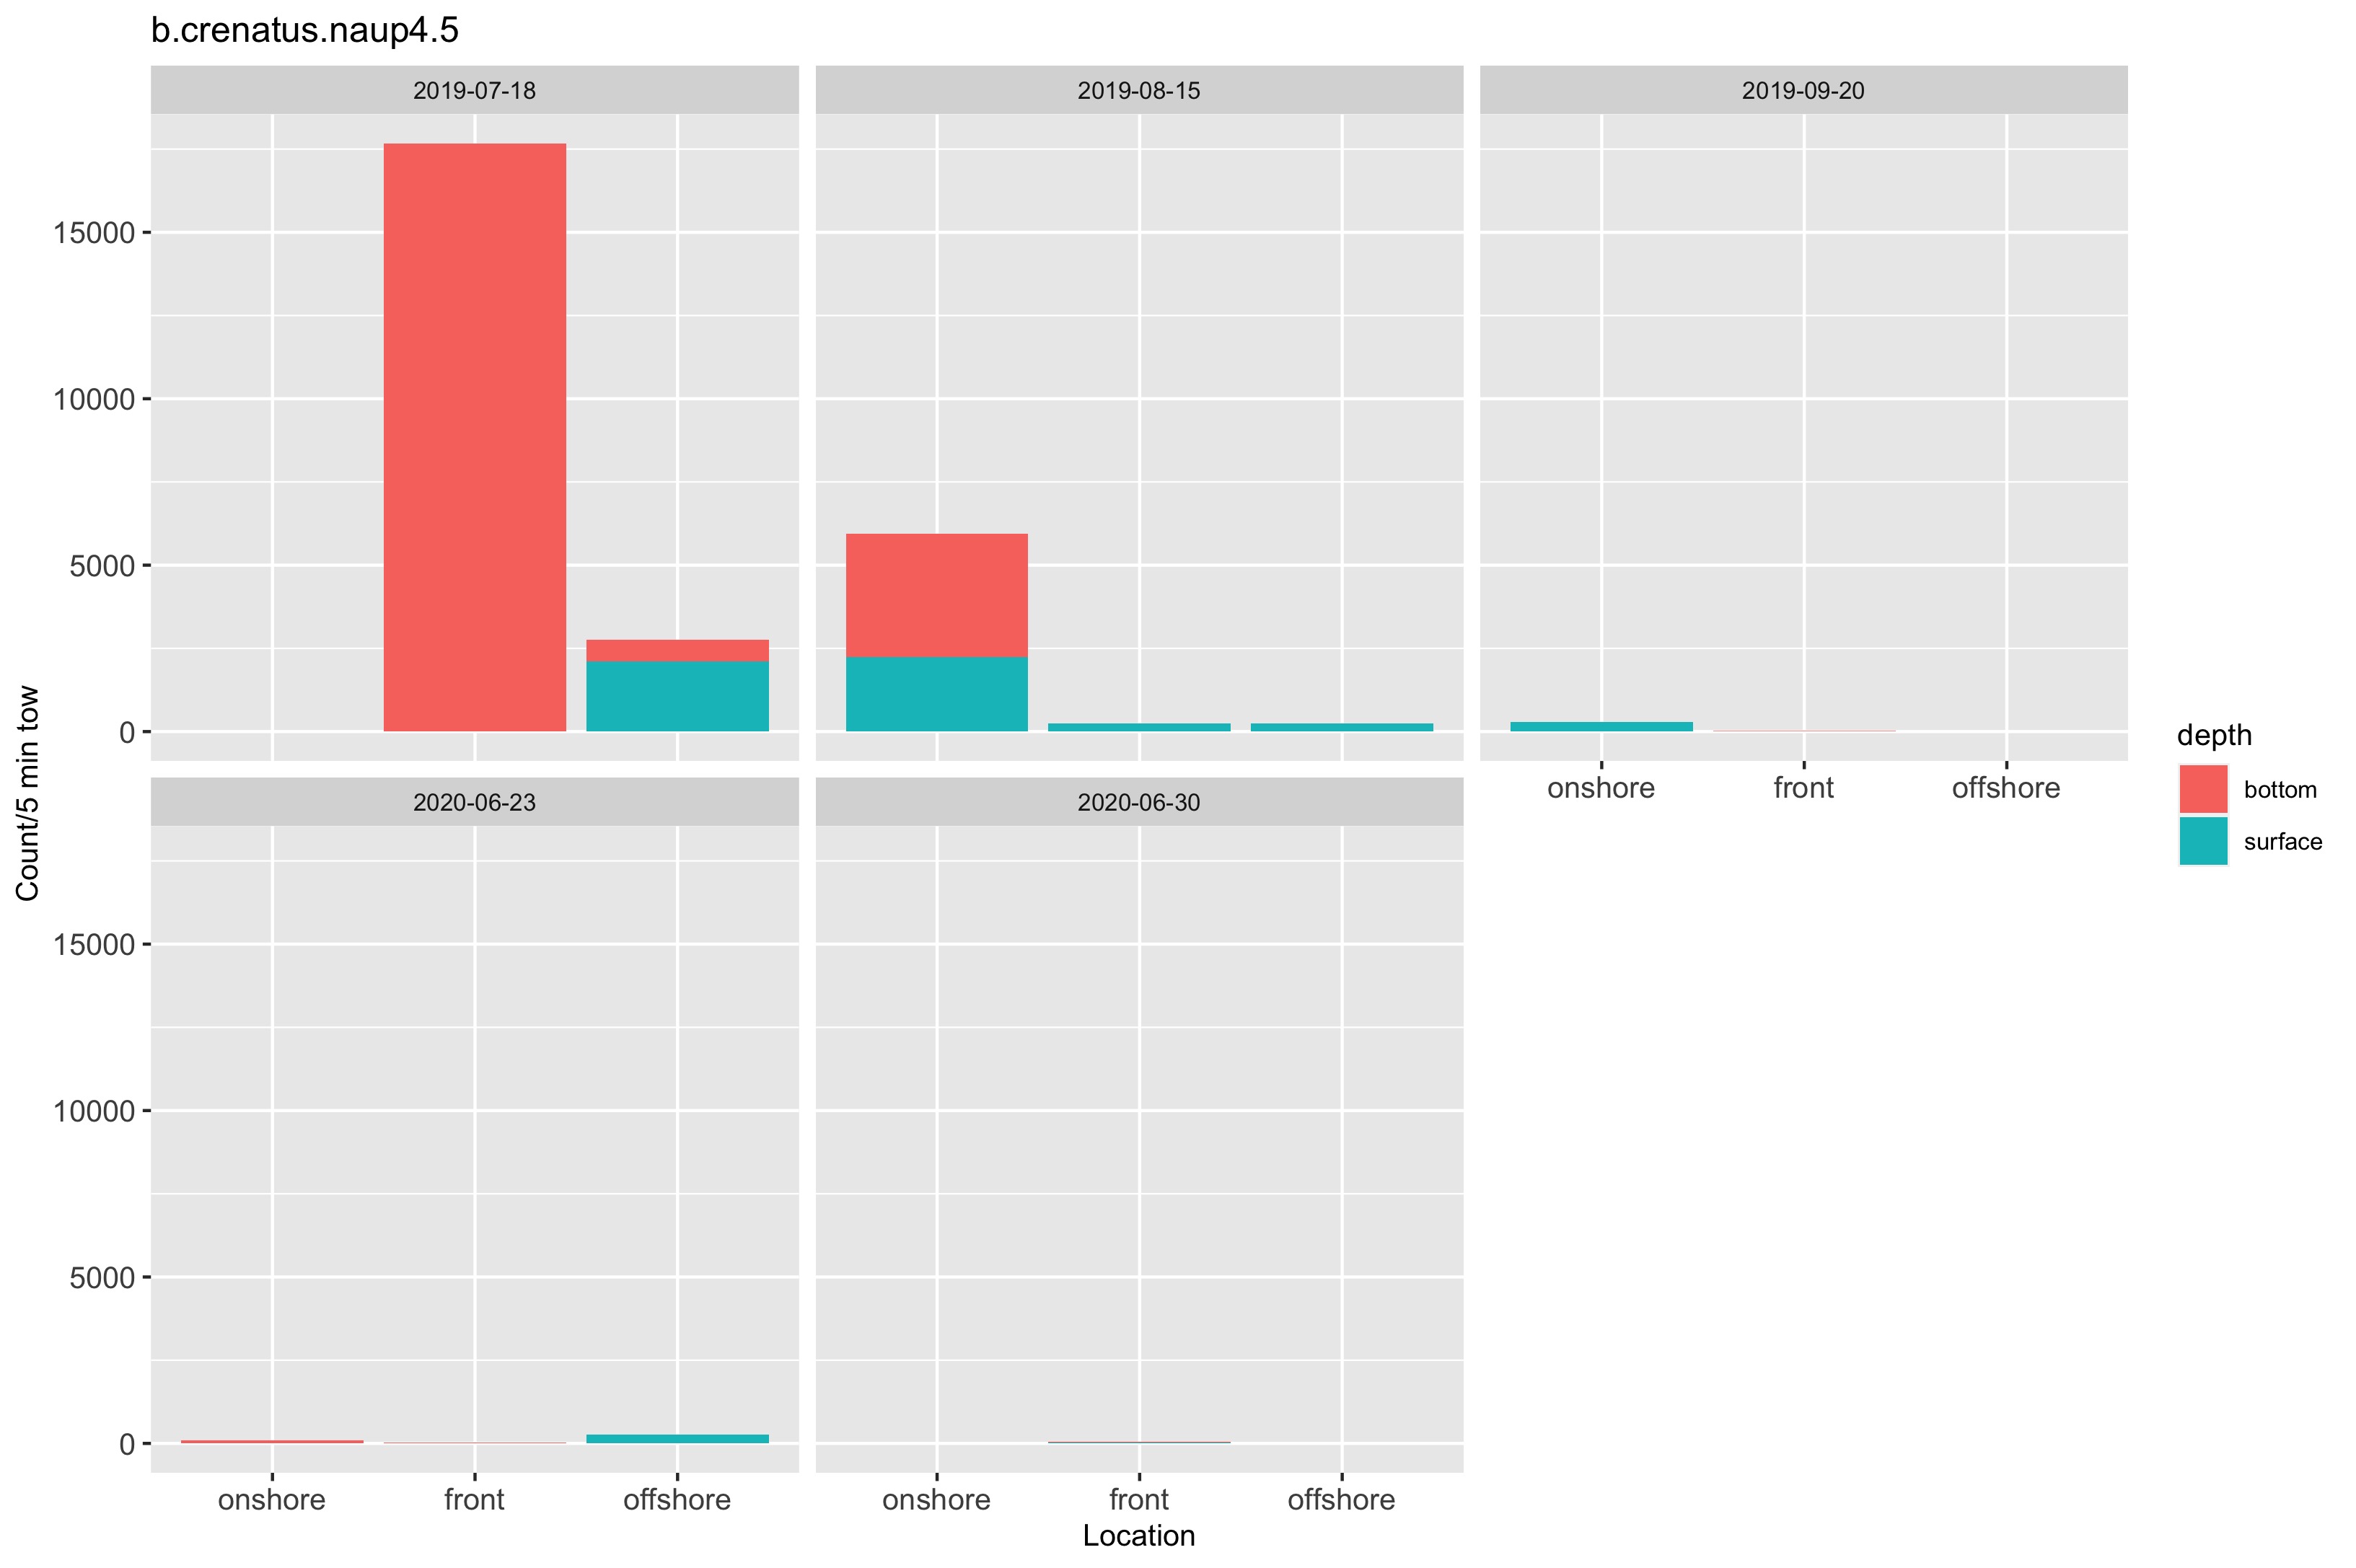 b.crenatus.naup4.5
2019-07-18
2019-08-15
2019-09-20
15000
10000
5000
0
Count/5 min tow
onshore front offshore
depth
bottom
surface
2020-06-23
2020-06-30
15000
10000
5000
0
onshore front offshore
onshore front offshore
Location